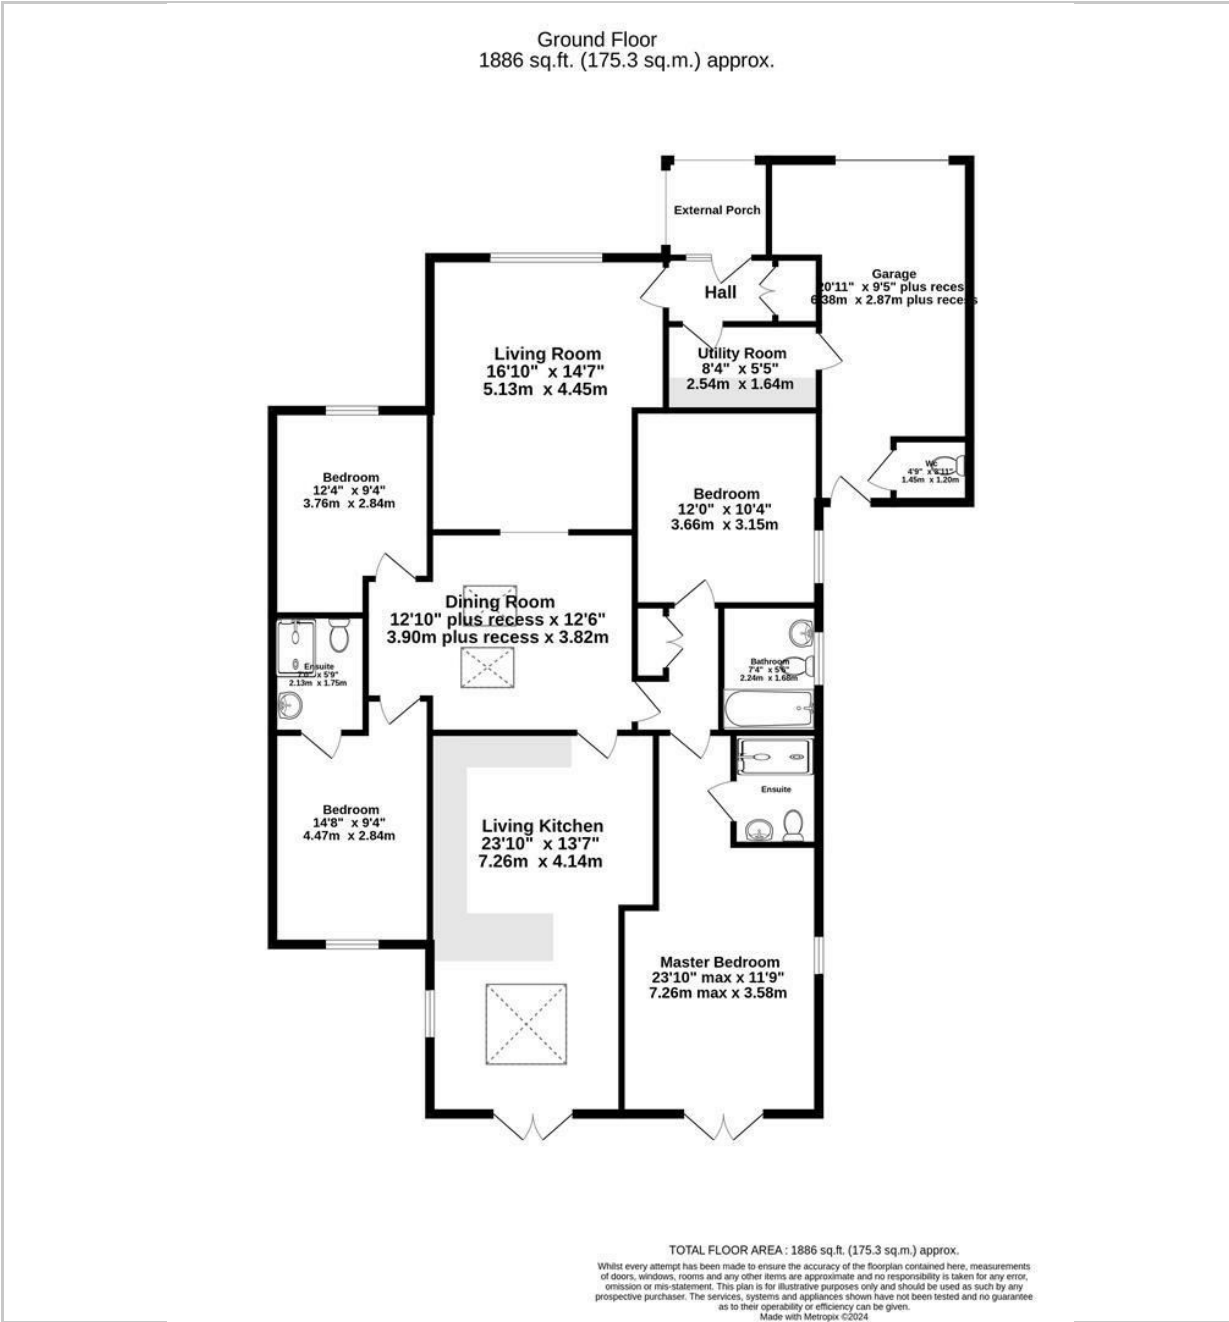 Ground Floor
1886 sq.ft. (175.3 sq.m.) approx.
External Porch
Garage
20'11" x 9'5" plus recess
6.38m x 2.87m plus recess
Hall
Living Room
16'10" x 14'7"
5.13m x 4.45m
Utility Room
8'4" x 5'5"
2.54m x 1.64m
Bedroom
12'4" x 9'4"
3.76m x 2.84m
Bedroom
12'0" x 10'4"
3.66m x 3.15m
Wc
4'9" x 3'11"
1.45m x 1.20m
Dining Room
12'10" plus recess x 12'6"
3.90m plus recess x 3.82m
Ensuite
x 5'9"
2.13m x 1.75m
Bathroom
7'4" x 5'6"
2.24m x 1.68m
Ensuite
Bedroom
14'8" x 9'4"
4.47m x 2.84m
Living Kitchen
23'10" x 13'7"
7.26m x 4.14m
Master Bedroom
23'10" max x 11'9"
7.26m max x 3.58m
TOTAL FLOOR AREA : 1886 sq.ft. (175.3 sq.m.) approx.
Whilst every attempt has been made to ensure the accuracy of the floorplan contained here, measurements
of doors, windows, rooms and any other items are approximate and no responsibility is taken for any error,
omission or mis-statement. This plan is for illustrative purposes only and should be used as such by any
prospective purchaser. The services, systems and appliances shown have not been tested and no guarantee
as to their operability or efficiency can be given.
Made with Metropix ©2024